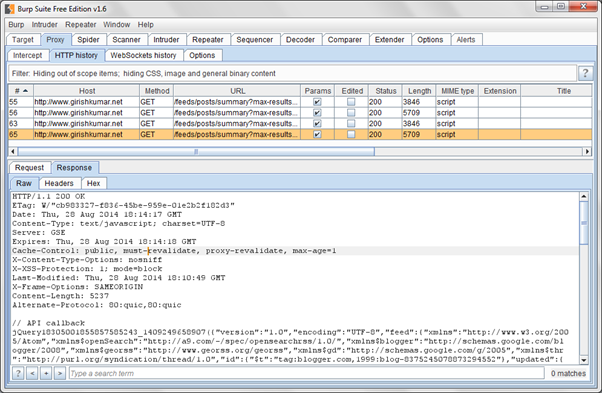 Burp Suite Free Edition v1.6
Burp Intruder Repeater Window Help
Target Proxy Spider Scanner Intruder Repeater Sequencer Decoder Comparer Extender Options Alerts
Intercept HTTP history WebSockets history Options
Filter: Hiding out of scope items; hiding CSS, image and general binary content
# Host Method URL Params Edited Status Length MIME type Extension Title
55 http://www.girishkumar.net GET /feeds/posts/summary?max-results... 200 3846 script
56 http://www.girishkumar.net GET /feeds/posts/summary?max-results... 200 5709 script
63 http://www.girishkumar.net GET /feeds/posts/summary?max-results... 200 3846 script
65 http://www.girishkumar.net GET /feeds/posts/summary?max-results... 200 5709 script
Request Response
Raw Headers Hex
HTTP/1.1 200 OK
ETag: W/"cb983327-f836-45be-959e-01e2b2f182d3"
Date: Thu, 28 Aug 2014 18:14:17 GMT
Content-Type: text/javascript; charset=UTF-8
Server: GSE
Expires: Thu, 28 Aug 2014 18:14:18 GMT
Cache-Control: public, must-revalidate, proxy-revalidate, max-age=1
X-Content-Type-Options: nosniff
X-XSS-Protection: 1; mode=block
Last-Modified: Thu, 28 Aug 2014 18:10:49 GMT
X-Frame-Options: SAMEORIGIN
Content-Length: 5237
Alternate-Protocol: 80:quic,80:quic
// API callback
jQuery18305001855857585243_1409249658907({"version":"1.0","encoding":"UTF-8","feed":{"xmlns":"http://www.w3.org/200
5/Atom","xmlns$openSearch":"http://a9.com/-/spec/opensearchrss/1.0/","xmlns$blogger":"http://schemas.google.com/bl
ogger/2008","xmlns$georss":"http://www.georss.org/georss","xmlns$gd":"http://schemas.google.com/g/2005","xmlns$thr
":"http://purl.org/syndication/thread/1.0","id":{"$t":"tag:blogger.com,1999:blog-8375245078873294552"},"updated":{
? < + > Type a search term 0 matches